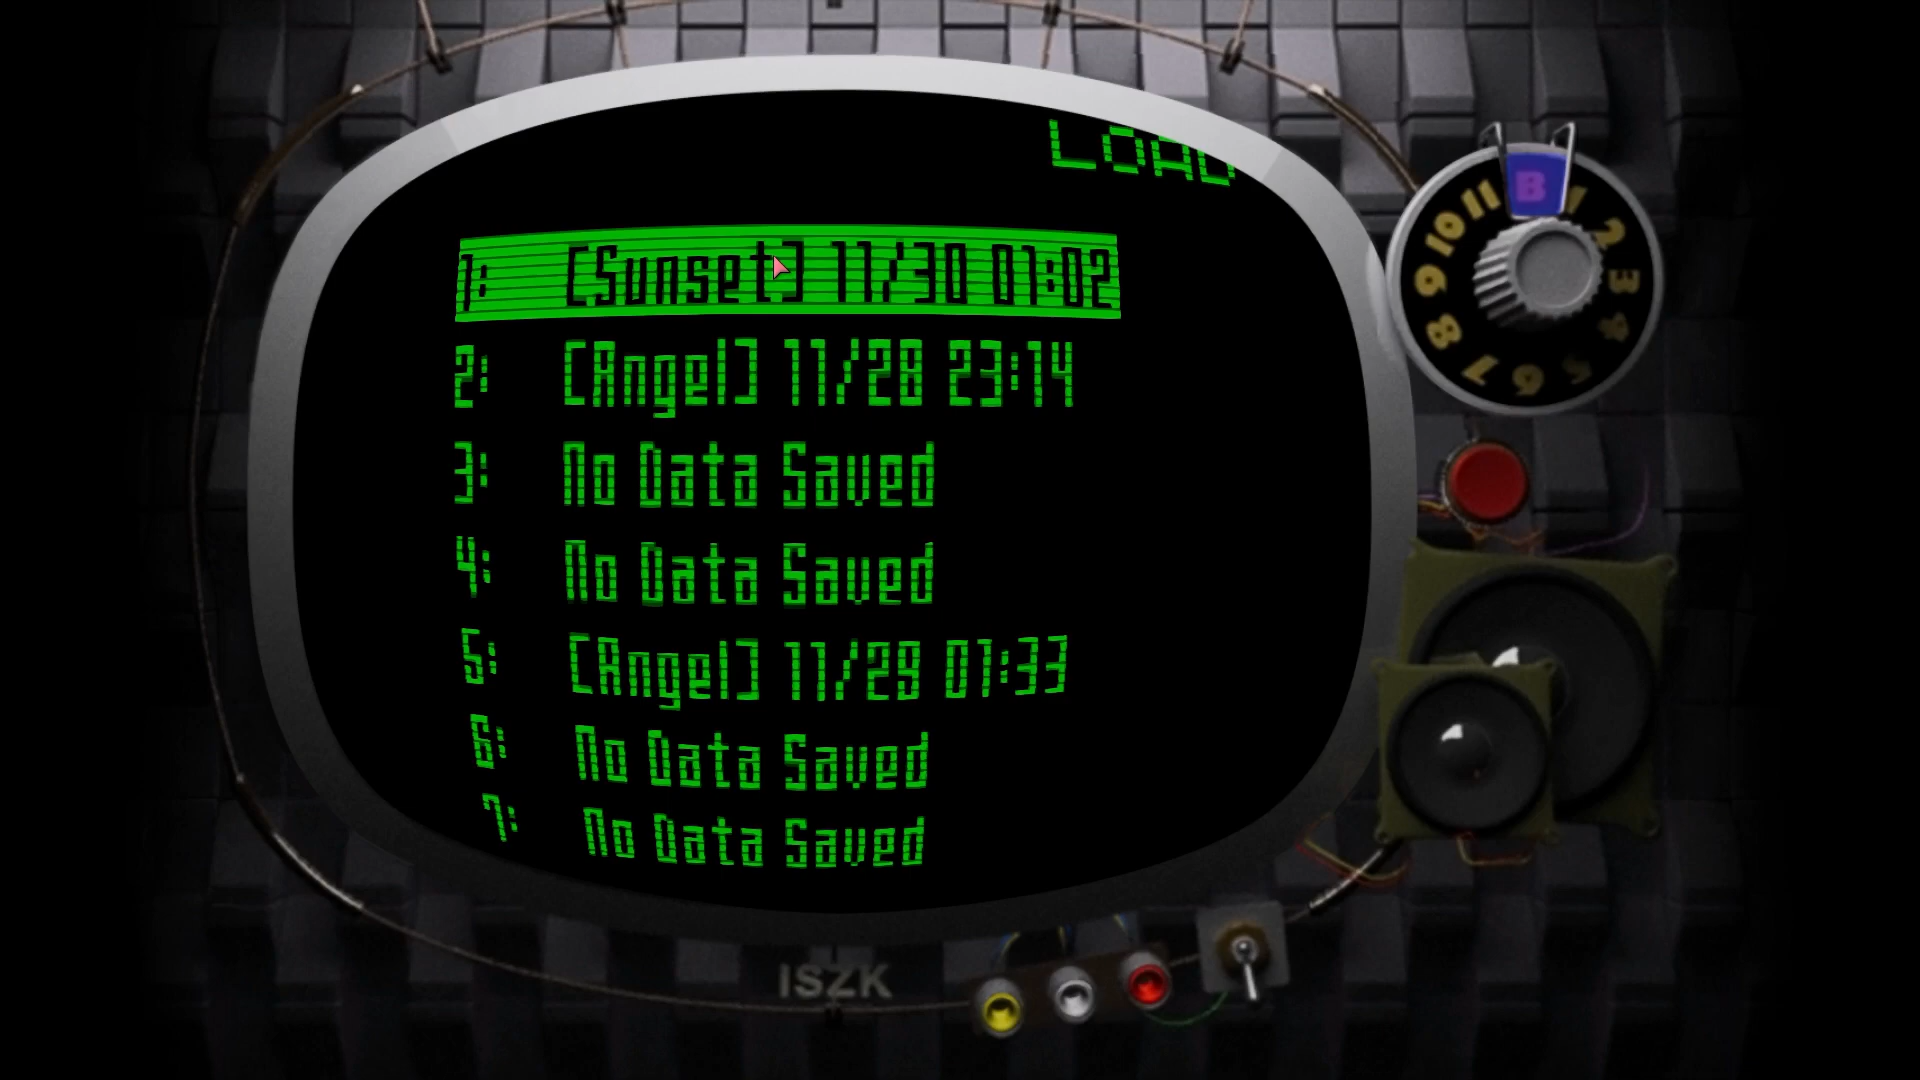 LOAD
1: [Sunset] 11/30 01:02
2: [Angel] 11/28 23:14
3: No Data Saved
4: No Data Saved
5: [Angel] 11/29 01:33
6: No Data Saved
7: No Data Saved
B 1 2 3 4 5 6 7 8 9 10 11
ISZK